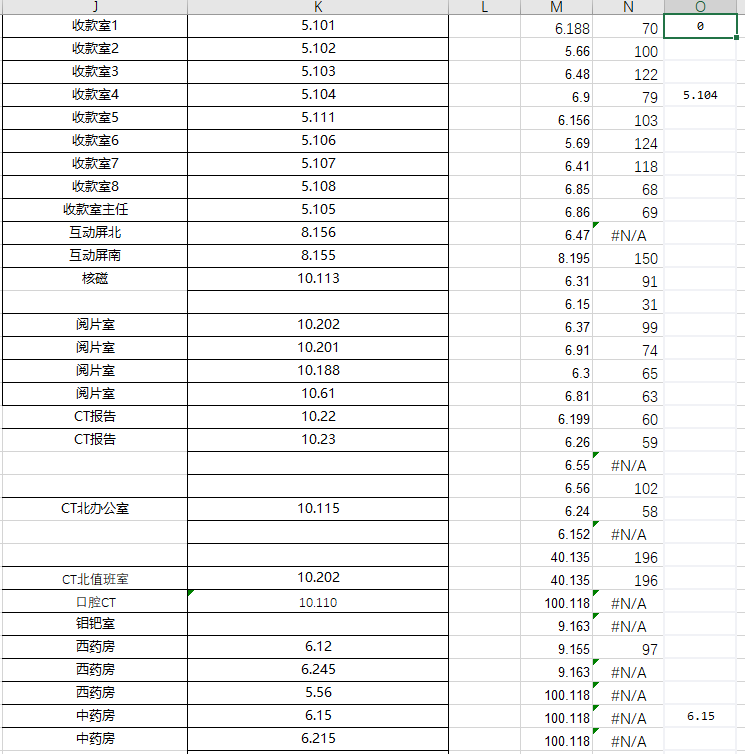 J K L M N O
收款室1 5.101 6.188 70 0
收款室2 5.102 5.66 100
收款室3 5.103 6.48 122
收款室4 5.104 6.9 79 5.104
收款室5 5.111 6.156 103
收款室6 5.106 5.69 124
收款室7 5.107 6.41 118
收款室8 5.108 6.85 68
收款室主任 5.105 6.86 69
互动屏北 8.156 6.47 #N/A
互动屏南 8.155 8.195 150
核磁 10.113 6.31 91
6.15 31
阅片室 10.202 6.37 99
阅片室 10.201 6.91 74
阅片室 10.188 6.3 65
阅片室 10.61 6.81 63
CT报告 10.22 6.199 60
CT报告 10.23 6.26 59
6.55 #N/A
6.56 102
CT北办公室 10.115 6.24 58
6.152 #N/A
40.135 196
CT北值班室 10.202 40.135 196
口腔CT 10.110 100.118 #N/A
钼钯室 9.163 #N/A
西药房 6.12 9.155 97
西药房 6.245 9.163 #N/A
西药房 5.56 100.118 #N/A
中药房 6.15 100.118 #N/A 6.15
中药房 6.215 100.118 #N/A